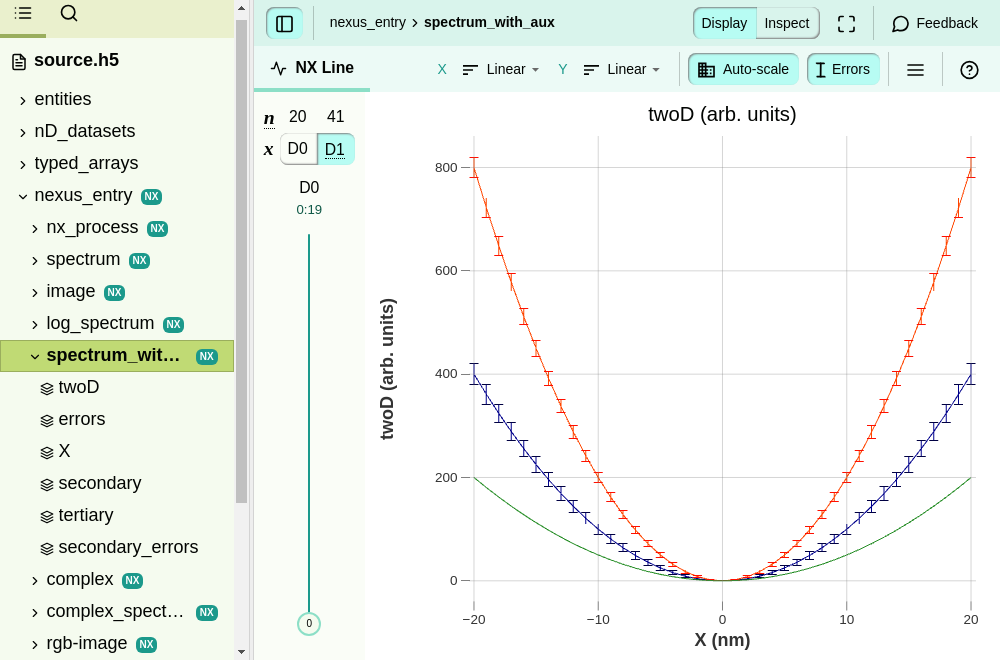 source.h5
entities
nD_datasets
typed_arrays
nexus_entry NX
nx_process NX
spectrum NX
image NX
log_spectrum NX
spectrum_wit... NX
twoD
errors
X
secondary
tertiary
secondary_errors
complex NX
complex_spect... NX
rgb-image NX
nexus_entry › spectrum_with_aux
Display Inspect Feedback
NX Line X Linear Y Linear Auto-scale Errors
n 20 41
x D0 D1
D0
0:19
0
twoD (arb. units)
twoD (arb. units)
800
600
400
200
0
−20 −10 0 10 20
X (nm)